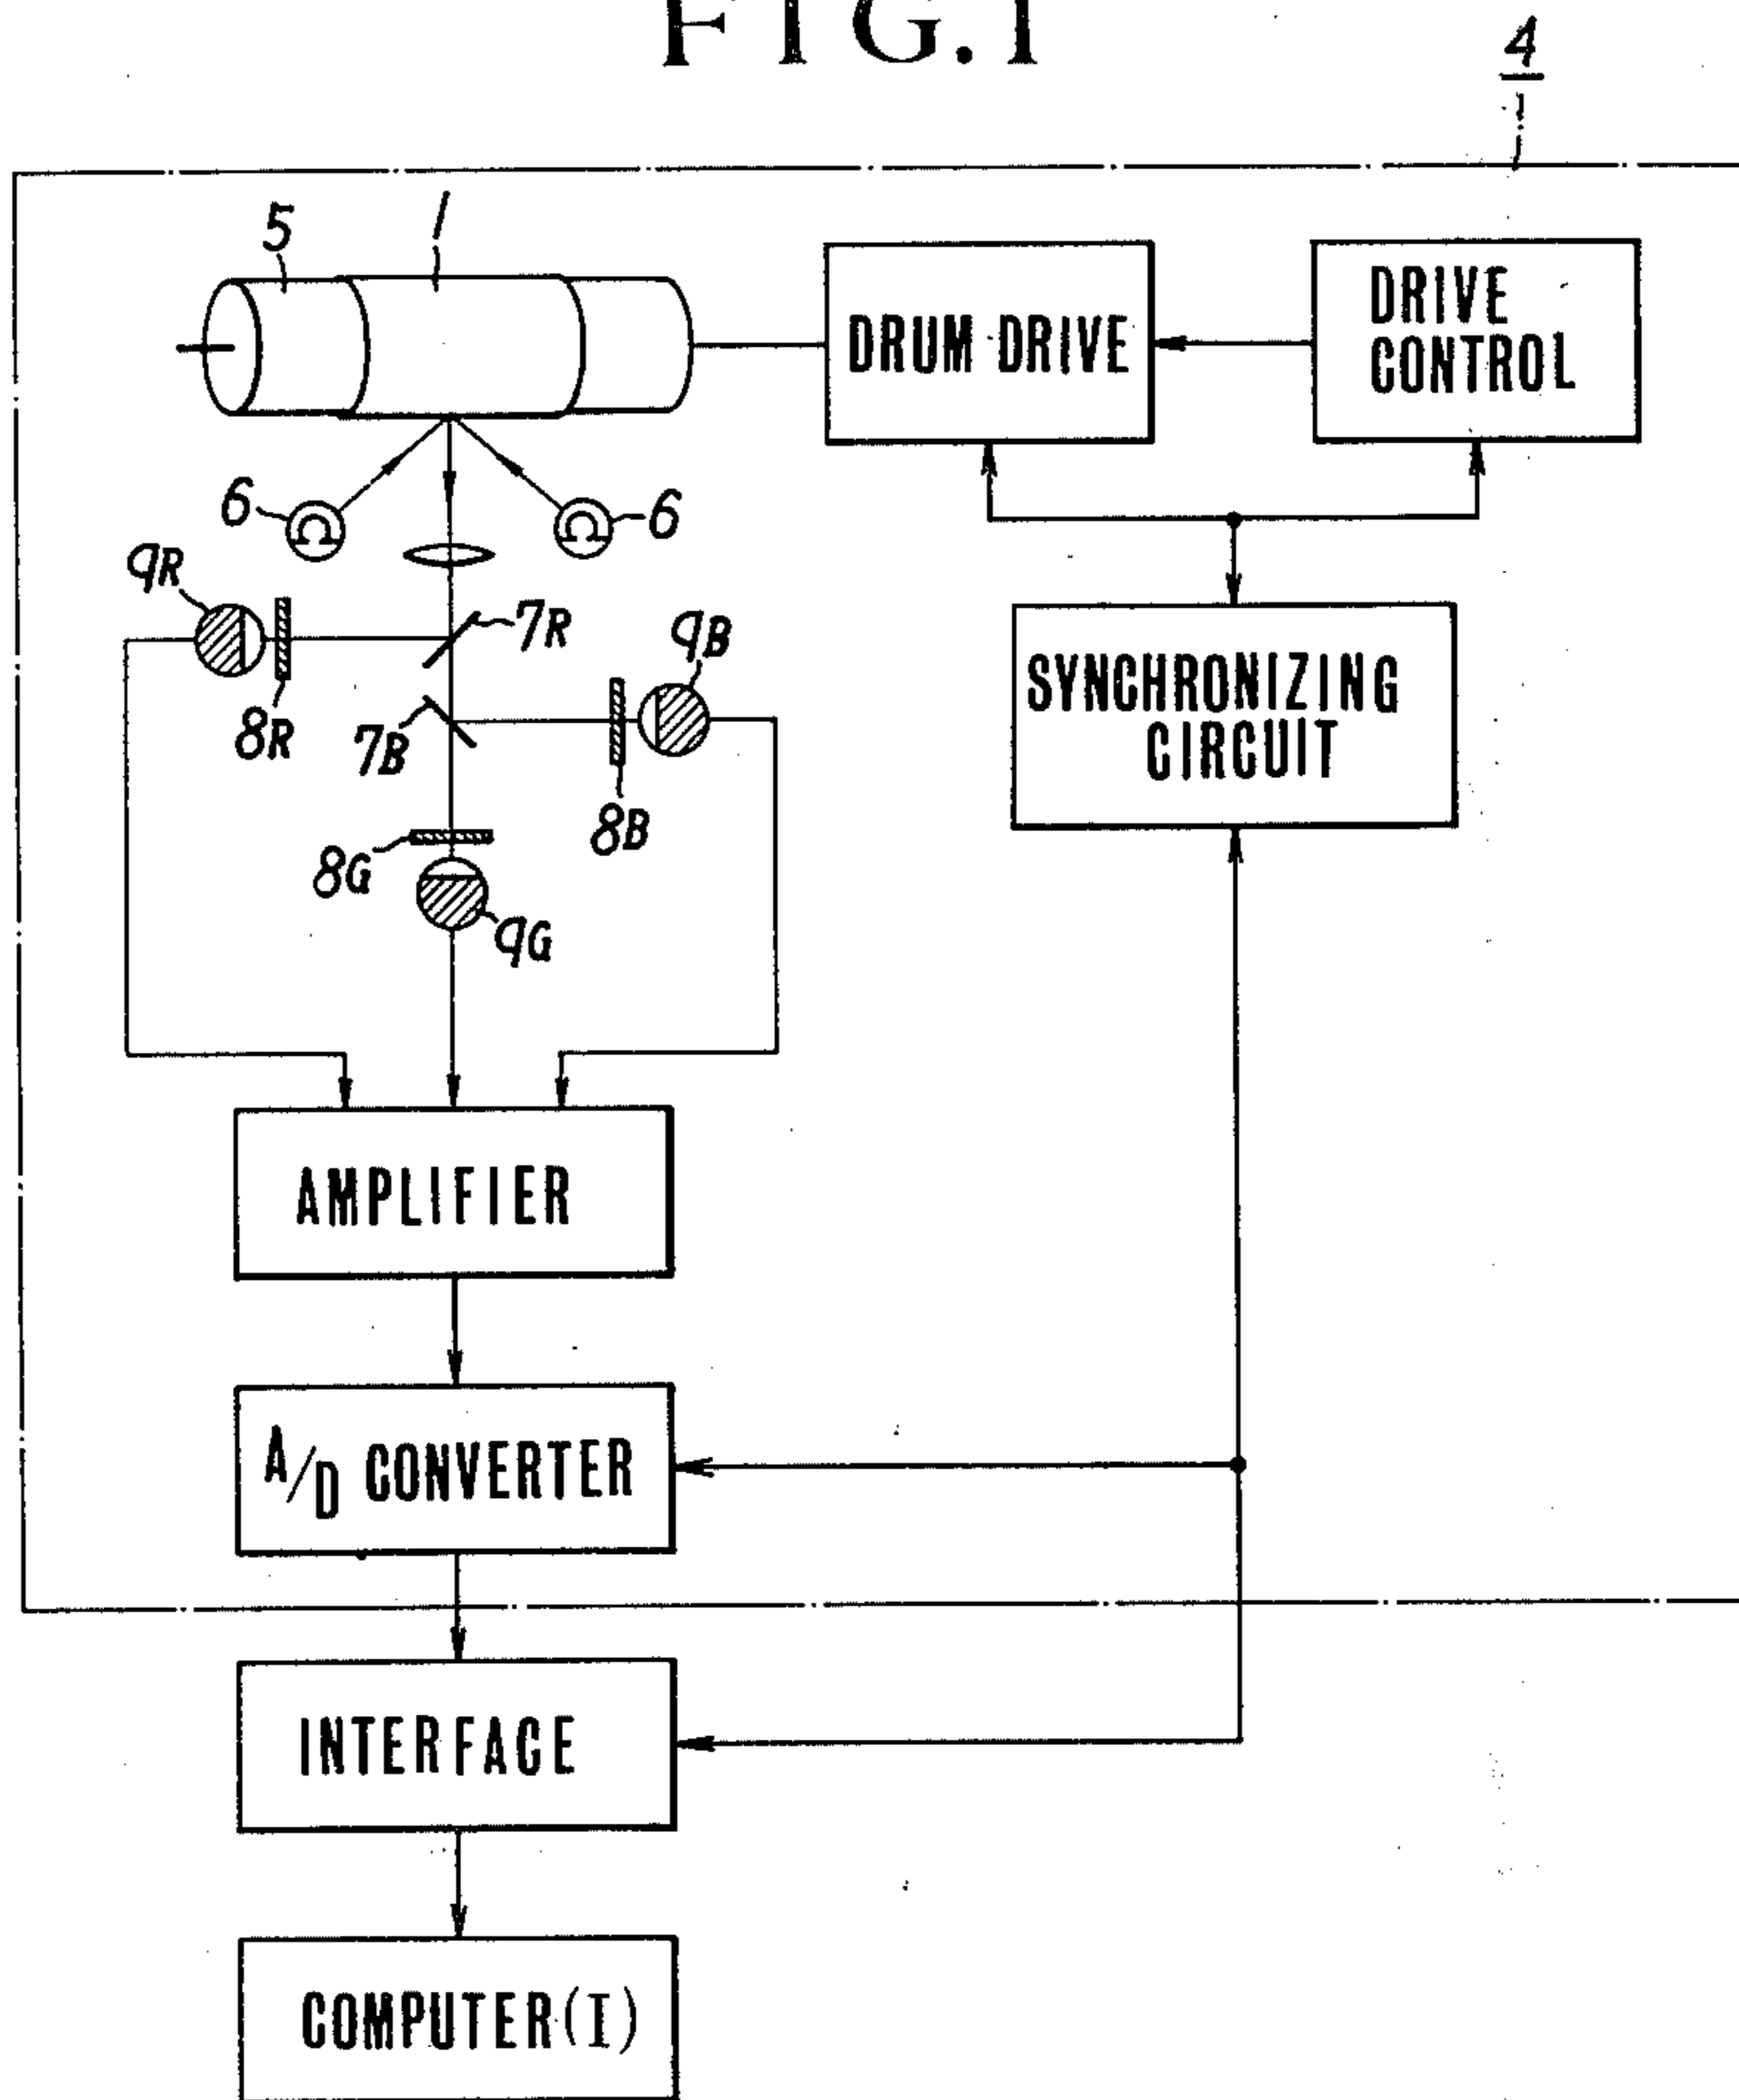 FIG.1
4
5
1
DRUM DRIVE
DRIVE
CONTROL
6
6
9R
7R
9B
8R
7B
8B
SYNCHRONIZING
CIRCUIT
8G
9G
AMPLIFIER
A/D CONVERTER
INTERFACE
COMPUTER(I)